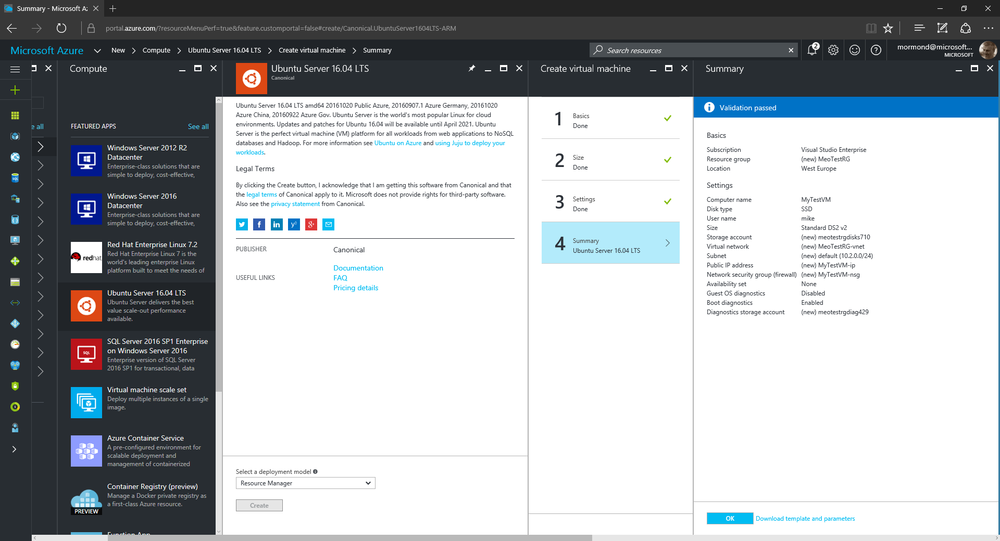 Summary - Microsoft Az
portal.azure.com/?resourceMenuPerf=true&feature.customportal=false#create/Canonical.UbuntuServer1604LTS-ARM
Microsoft Azure
New
Compute
Ubuntu Server 16.04 LTS
Create virtual machine
Summary
Search resources
2
mormond@microsoft...
MICROSOFT
e all
Compute
FEATURED APPS
See all
Windows Server 2012 R2
Datacenter
Enterprise-class solutions that are
simple to deploy, cost-effective,
Windows Server 2016
Datacenter
Enterprise-class solutions that are
simple to deploy, cost-effective,
redhat
Red Hat Enterprise Linux 7.2
Red Hat Enterprise Linux 7 is the
world's leading enterprise Linux
platform built to meet the needs of
Ubuntu Server 16.04 LTS
Ubuntu Server delivers the best
value scale-out performance
available.
SQL
SQL Server 2016 SP1 Enterprise
on Windows Server 2016
Enterprise version of SQL Server
2016 SP1 for transactional, data
Virtual machine scale set
Deploy multiple instances of a single
image.
Azure Container Service
A pre-configured environment for
scalable deployment and
management of containerized
Container Registry (preview)
Manage a Docker private registry as
a first-class Azure resource.
PREVIEW
Function App
Ubuntu Server 16.04 LTS
Canonical
Ubuntu Server 16.04 LTS amd64 20161020 Public Azure, 20160907.1 Azure Germany, 20161020
Azure China, 20160922 Azure Gov. Ubuntu Server is the world's most popular Linux for cloud
environments. Updates and patches for Ubuntu 16.04 will be available until April 2021. Ubuntu
Server is the perfect virtual machine (VM) platform for all workloads from web applications to NoSQL
databases and Hadoop. For more information see Ubuntu on Azure and using Juju to deploy your
workloads.
Legal Terms
By clicking the Create button, I acknowledge that I am getting this software from Canonical and that
the legal terms of Canonical apply to it. Microsoft does not provide rights for third-party software.
Also see the privacy statement from Canonical.
PUBLISHER
Canonical
USEFUL LINKS
Documentation
FAQ
Pricing details
Select a deployment model
Resource Manager
Create
Create virtual machine
1
Basics
Done
2
Size
Done
3
Settings
Done
4
Summary
Ubuntu Server 16.04 LTS
Summary
Validation passed
Basics
Subscription Visual Studio Enterprise
Resource group (new) MeoTestRG
Location West Europe
Settings
Computer name MyTestVM
Disk type SSD
User name mike
Size Standard DS2 v2
Storage account (new) meotestrgdisks710
Virtual network (new) MeoTestRG-vnet
Subnet (new) default (10.2.0.0/24)
Public IP address (new) MyTestVM-ip
Network security group (firewall) (new) MyTestVM-nsg
Availability set None
Guest OS diagnostics Disabled
Boot diagnostics Enabled
Diagnostics storage account (new) meotestrgdiag429
OK
Download template and parameters